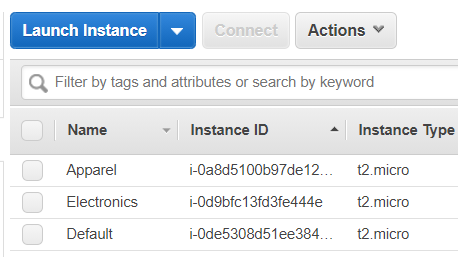 Launch Instance Connect Actions
Filter by tags and attributes or search by keyword
Name Instance ID Instance Type
Apparel i-0a8d5100b97de12... t2.micro
Electronics i-0d9bfc13fd3fe444e t2.micro
Default i-0de5308d51ee384... t2.micro